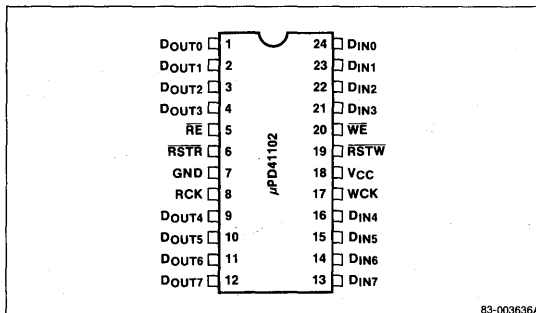 DOUT0 1 24 DIN0
DOUT1 2 23 DIN1
DOUT2 3 22 DIN2
DOUT3 4 21 DIN3
RE 5 20 WE
RSTR 6 19 RSTW
GND 7 18 VCC
RCK 8 17 WCK
DOUT4 9 16 DIN4
DOUT5 10 15 DIN5
DOUT6 11 14 DIN6
DOUT7 12 13 DIN7
µPD41102
83-003636A